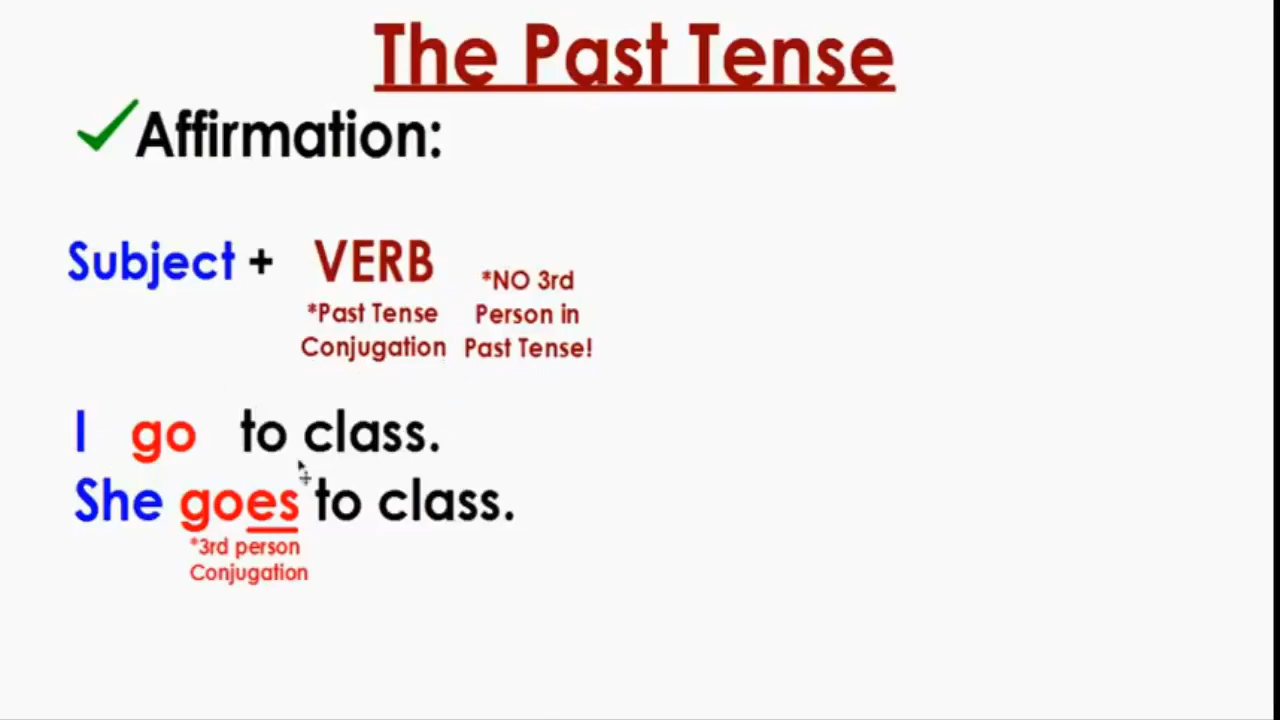 The Past Tense
Affirmation:
Subject + VERB
*Past Tense
Conjugation
*NO 3rd
Person in
Past Tense!
I go to class.
She goes to class.
*3rd person
Conjugation